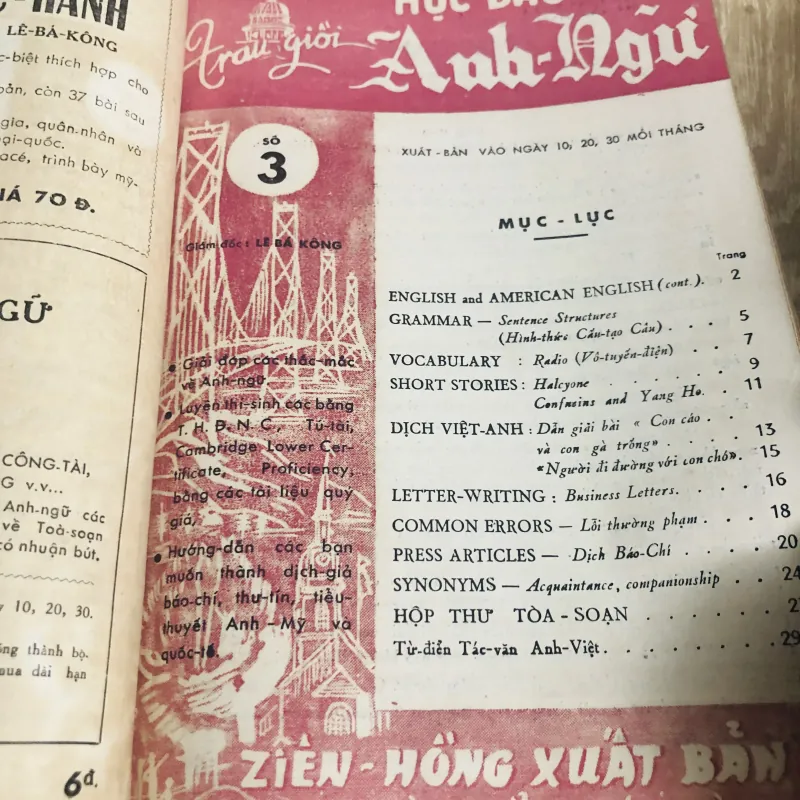 -HÀNH
LÊ-BÁ-KÔNG
-biệt thích hợp cho
bản, còn 37 bài sau
gia, quân-nhân và
ại-quốc.
acé, trình bày mỹ-
IÁ 70 Đ.
GỮ
CÔNG-TÀI,
G v.v...
Anh-ngữ các
về Toà-soạn
có nhuận bút.
10, 20, 30.
ống thành bộ.
mua dài hạn
6đ.
HỌC BÁO
Trau giồi
Anh-Ngữ
SỐ
3
XUẤT-BẢN VÀO NGÀY 10, 20, 30 MỖI THÁNG
Giám đốc : LÊ BÁ KÔNG
• Giải đáp các thắc-mắc
về Anh-ngữ.
• Luyện thí-sinh các bằng
T. H. Đ. N. C., Tú-tài,
Cambridge Lower Cer-
tificate, Proficiency,
bằng các tài liệu quý
giá,
• Hướng-dẫn các bạn
muốn thành dịch-giả
báo-chí, thư-tín, tiểu-
thuyết Anh-Mỹ và
quốc-tế.
MỤC - LỤC
Trang
ENGLISH and AMERICAN ENGLISH (cont.). 2
GRAMMAR — Sentence Structures
(Hình-thức Cấu-tạo Câu) . . . 5
VOCABULARY : Radio (Vô-tuyến-điện) . . . 7
SHORT STORIES : Halcyone . . . . . 9
Confucius and Yang Ho. . . 11
DỊCH VIỆT-ANH : Dẫn giải bài « Con cáo . .
và con gà trống» . . . 13
«Người đi đường với con chó». . 15
LETTER-WRITING : Business Letters. . . . 16
COMMON ERRORS — Lỗi thường phạm . . . 18
PRESS ARTICLES — Dịch Báo-Chí . . . . 20
SYNONYMS — Acquaintance, companionship . . 24
HỘP THƯ TÒA-SOẠN . . . . . .
Từ-điển Tác-văn Anh-Việt. . . . . . . 29
ZIÊN-HỒNG XUẤT BẢN